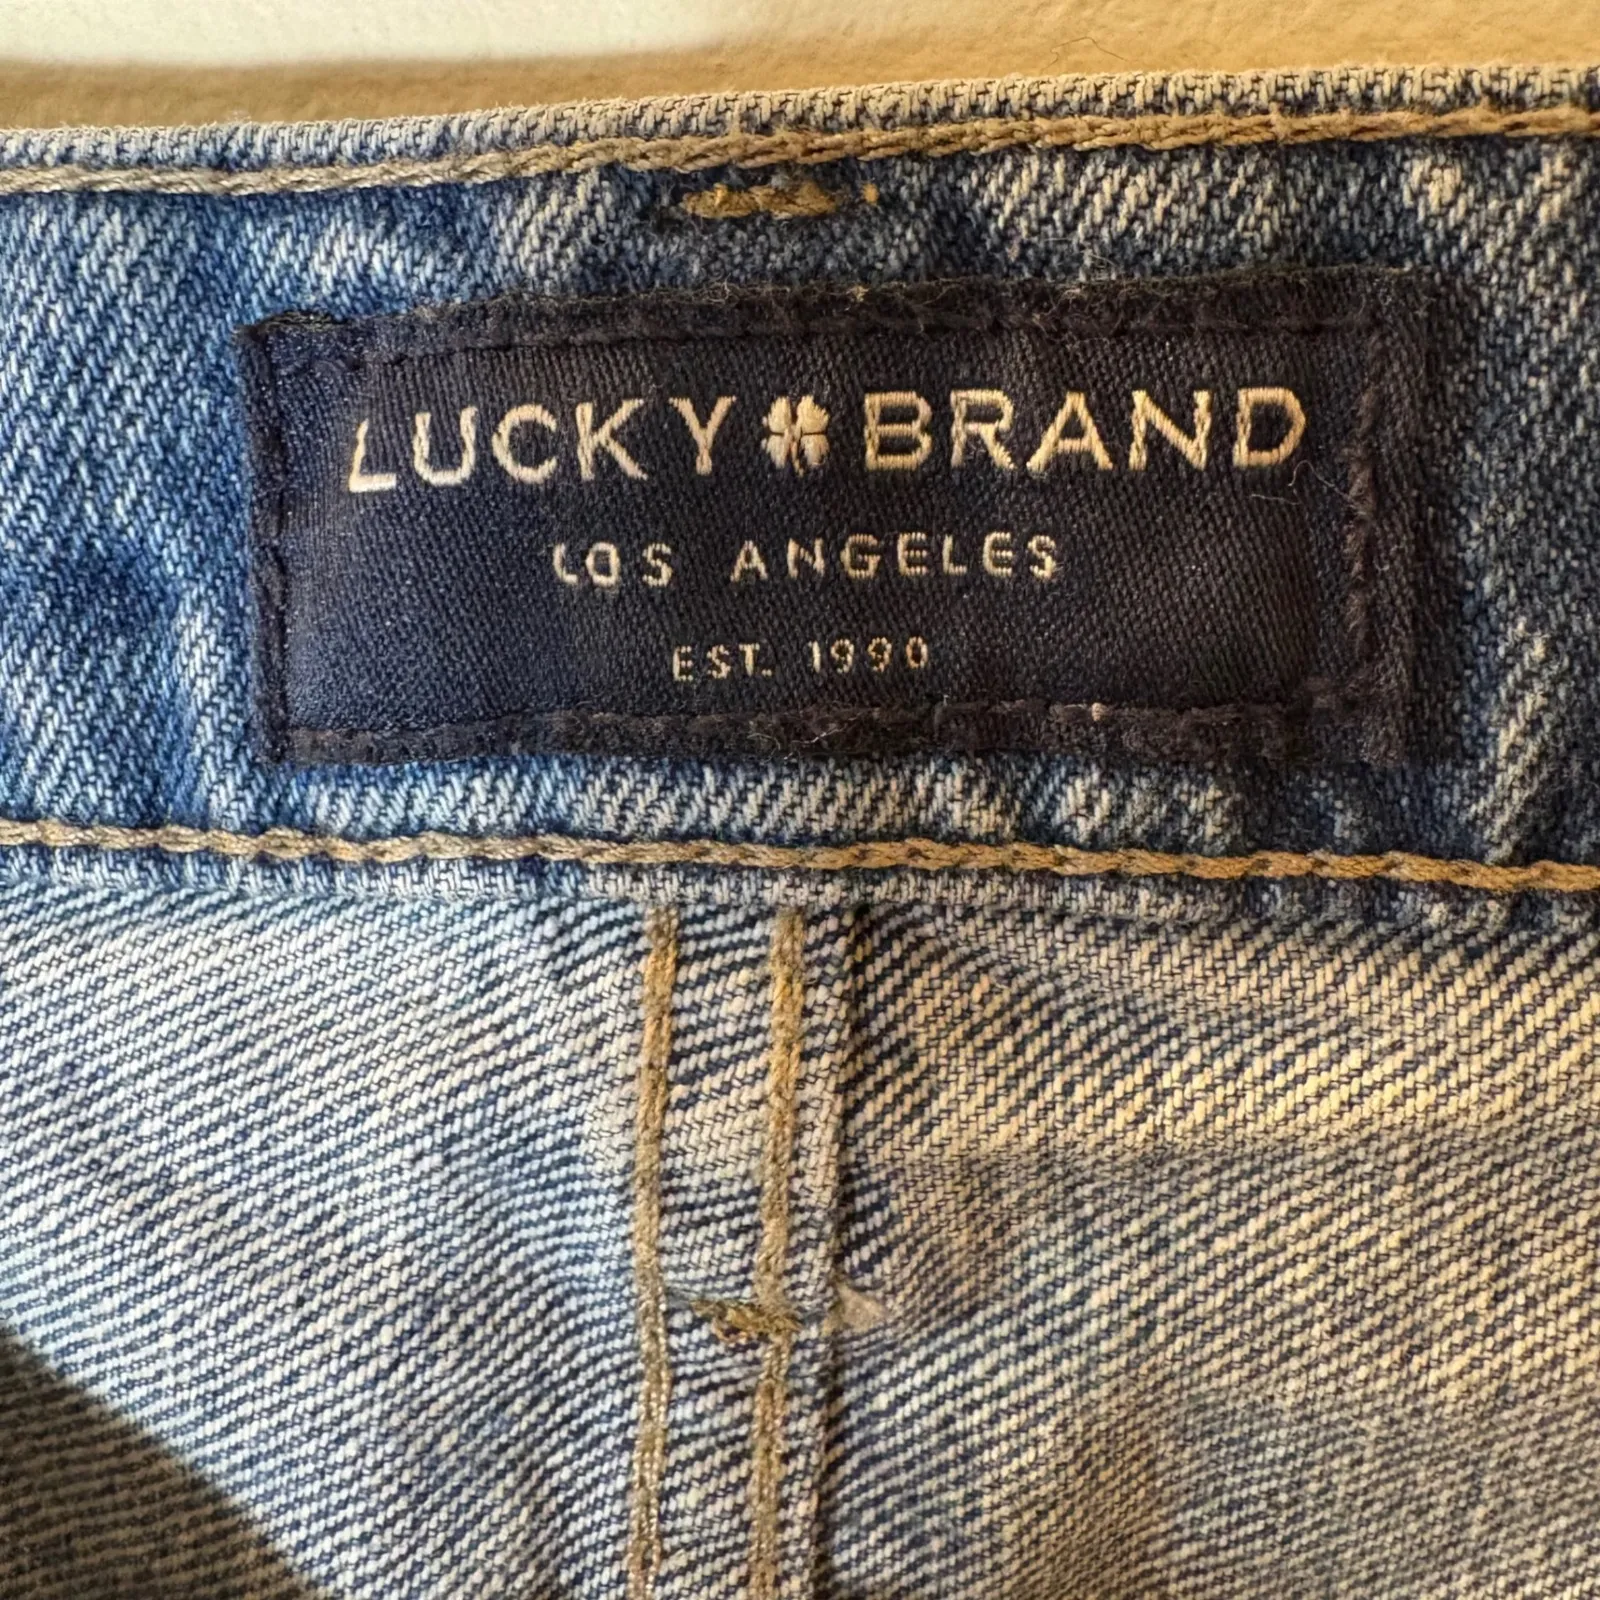 LUCKY BRAND
LOS ANGELES
EST. 1990